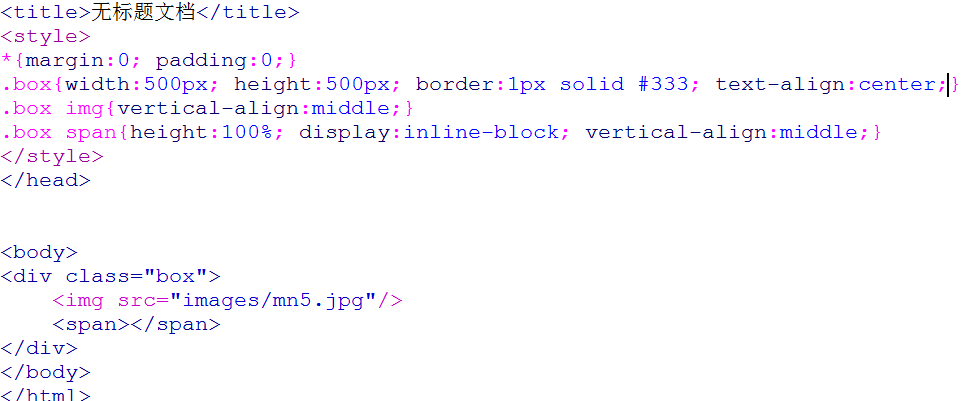 <title>无标题文档</title>
<style>
*{margin:0; padding:0;}
.box{width:500px; height:500px; border:1px solid #333; text-align:center;}
.box img{vertical-align:middle;}
.box span{height:100%; display:inline-block; vertical-align:middle;}
</style>
</head>
<body>
<div class="box">
    <img src="images/mn5.jpg"/>
    <span></span>
</div>
</body>
</html>